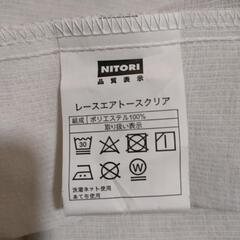 NITORI
品質表示
レースエアトースクリア
組成 ポリエステル100%
取り扱い表示
30
W
洗濯ネット使用
あて布使用